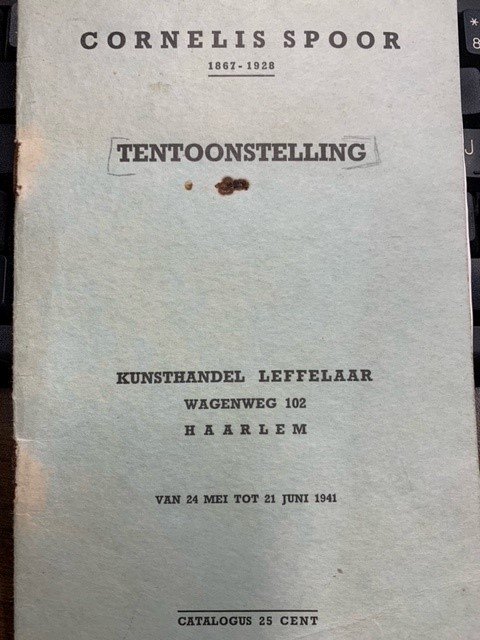 CORNELIS SPOOR
1867-1928
TENTOONSTELLING
KUNSTHANDEL LEFFELAAR
WAGENWEG 102
HAARLEM
VAN 24 MEI TOT 21 JUNI 1941
CATALOGUS 25 CENT
*
8
J